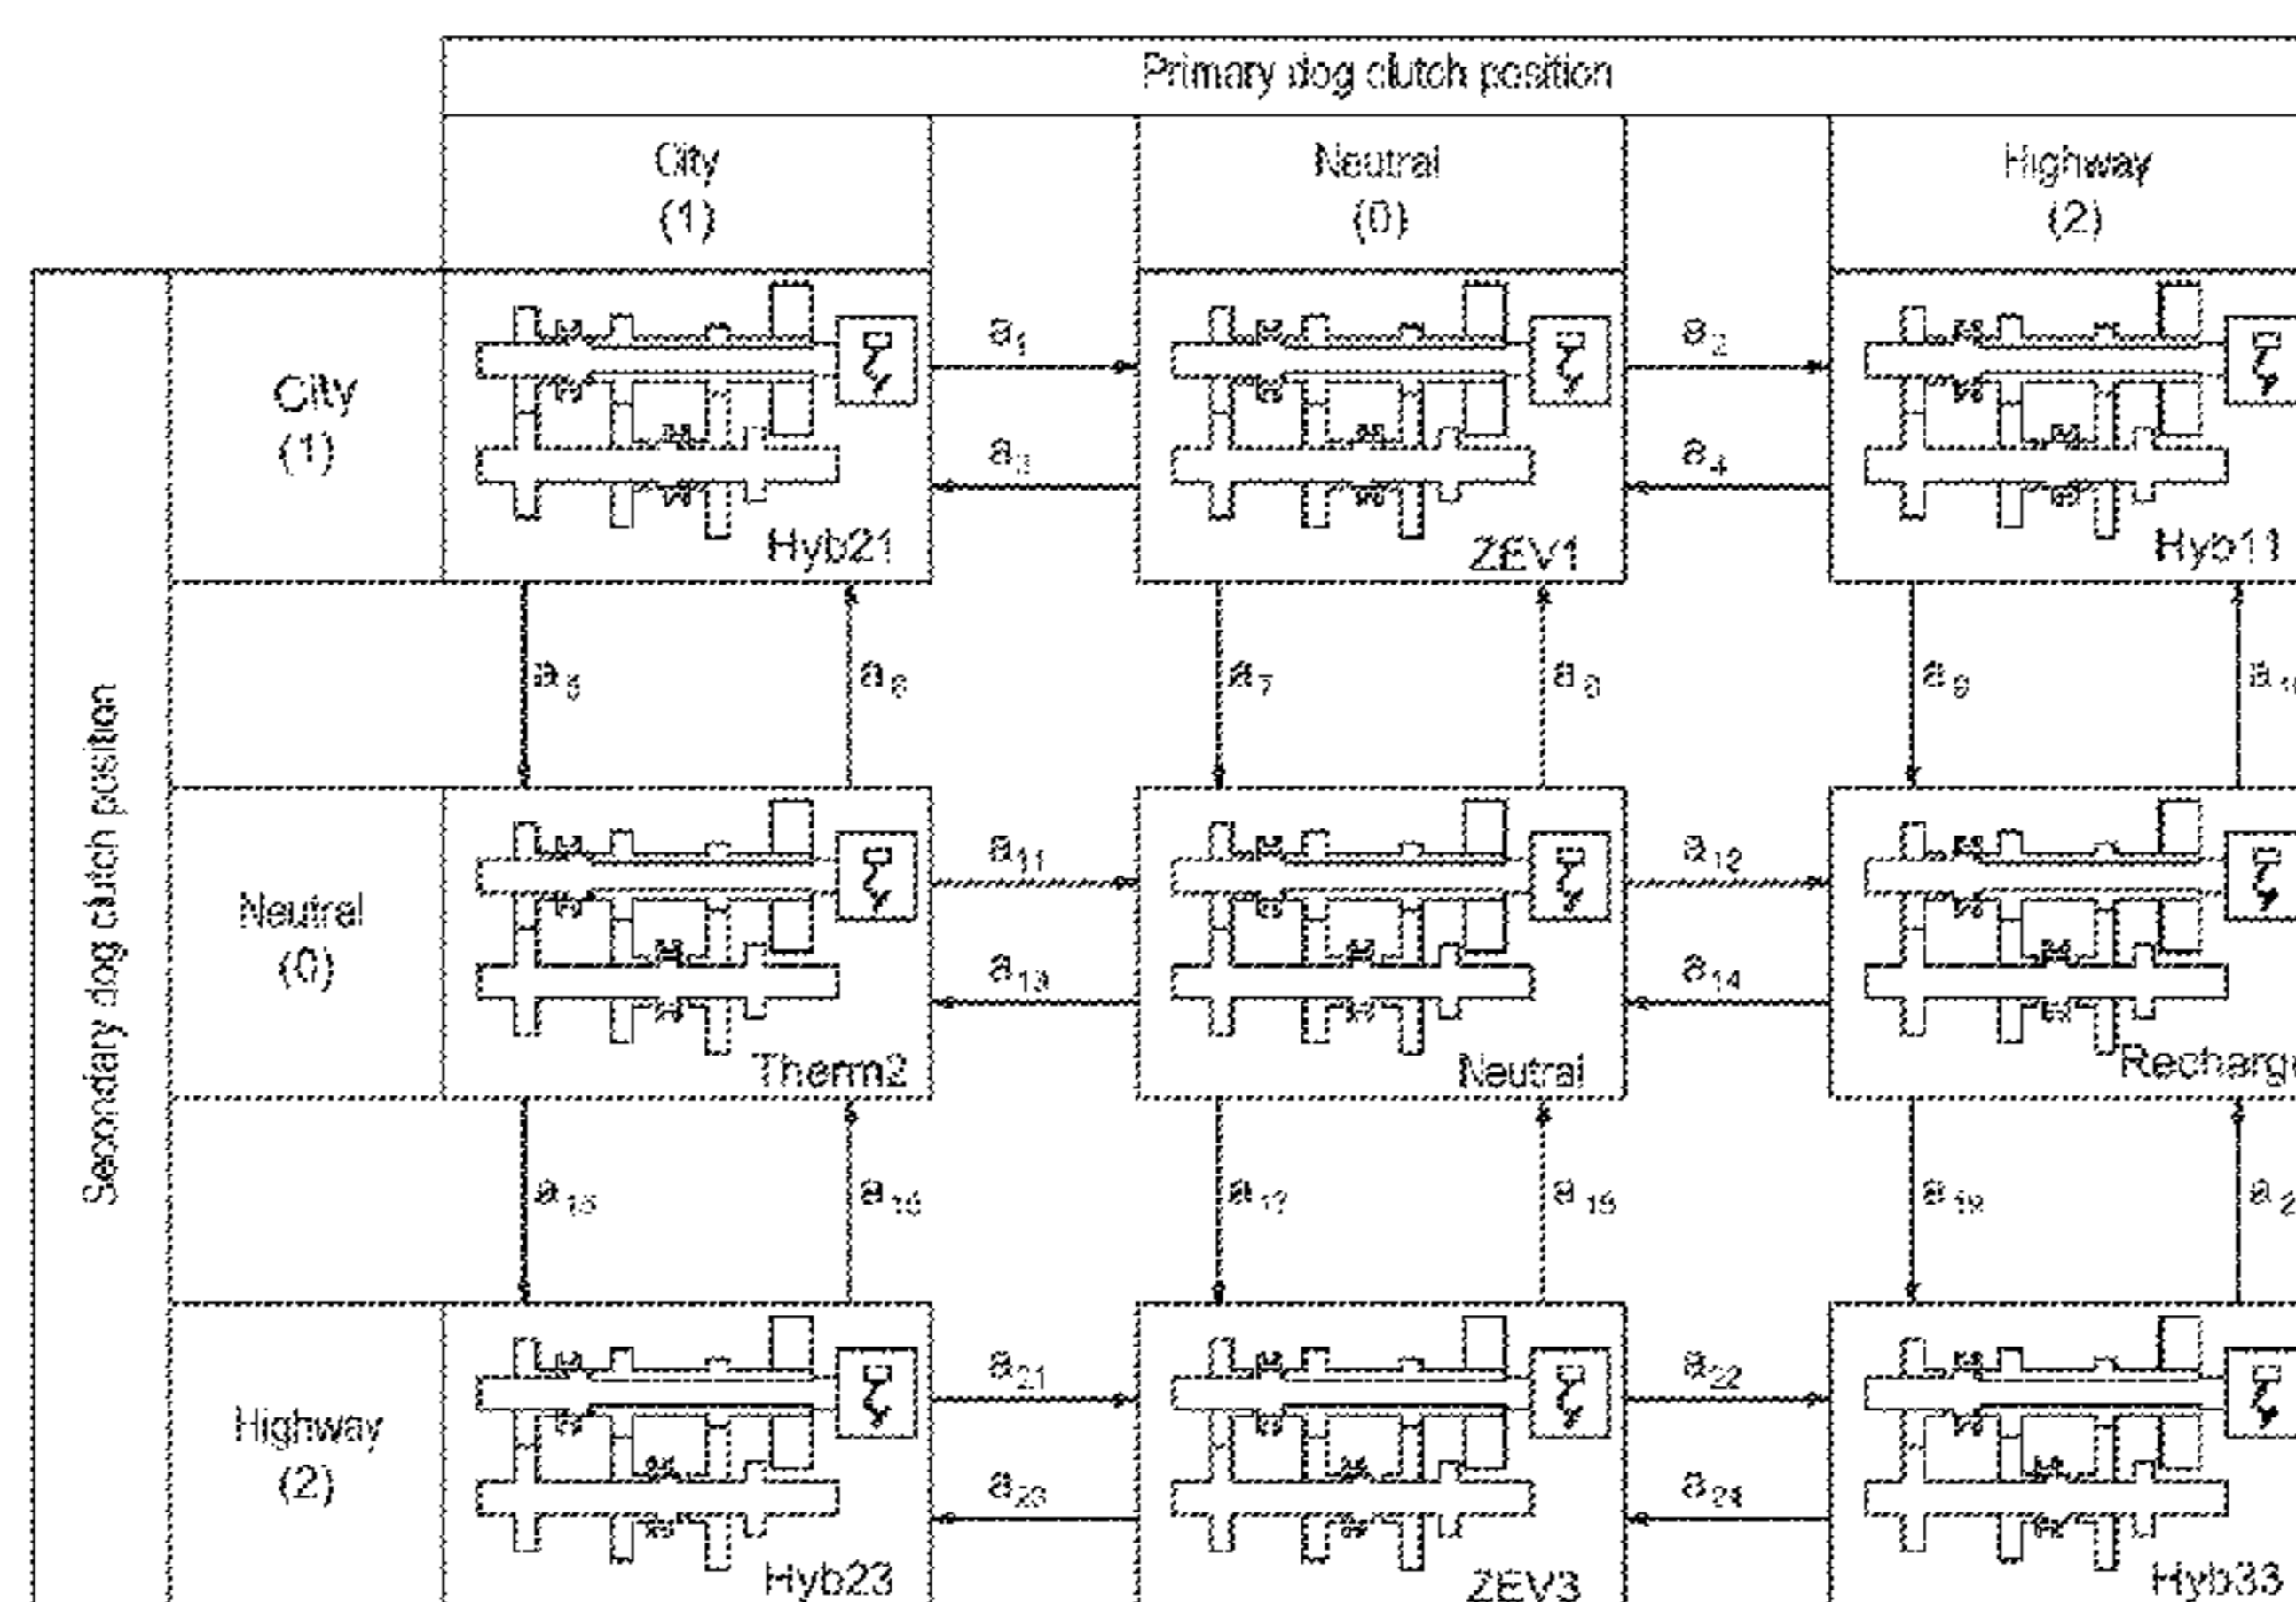 Primary dog clutch position
City
(1)
Neutral
(0)
Highway
(2)
Secondary dog clutch position
City
(1)
a1
a2
a3
a4
Hyb21
ZEV1
Hyb11
a5
a6
a7
a8
a9
Neutral
(0)
a11
a12
a13
a14
Therm2
Neutral
a15
a16
a17
a18
a19
Highway
(2)
a21
a22
a23
a24
Hyb23
ZEV3
Hyb33